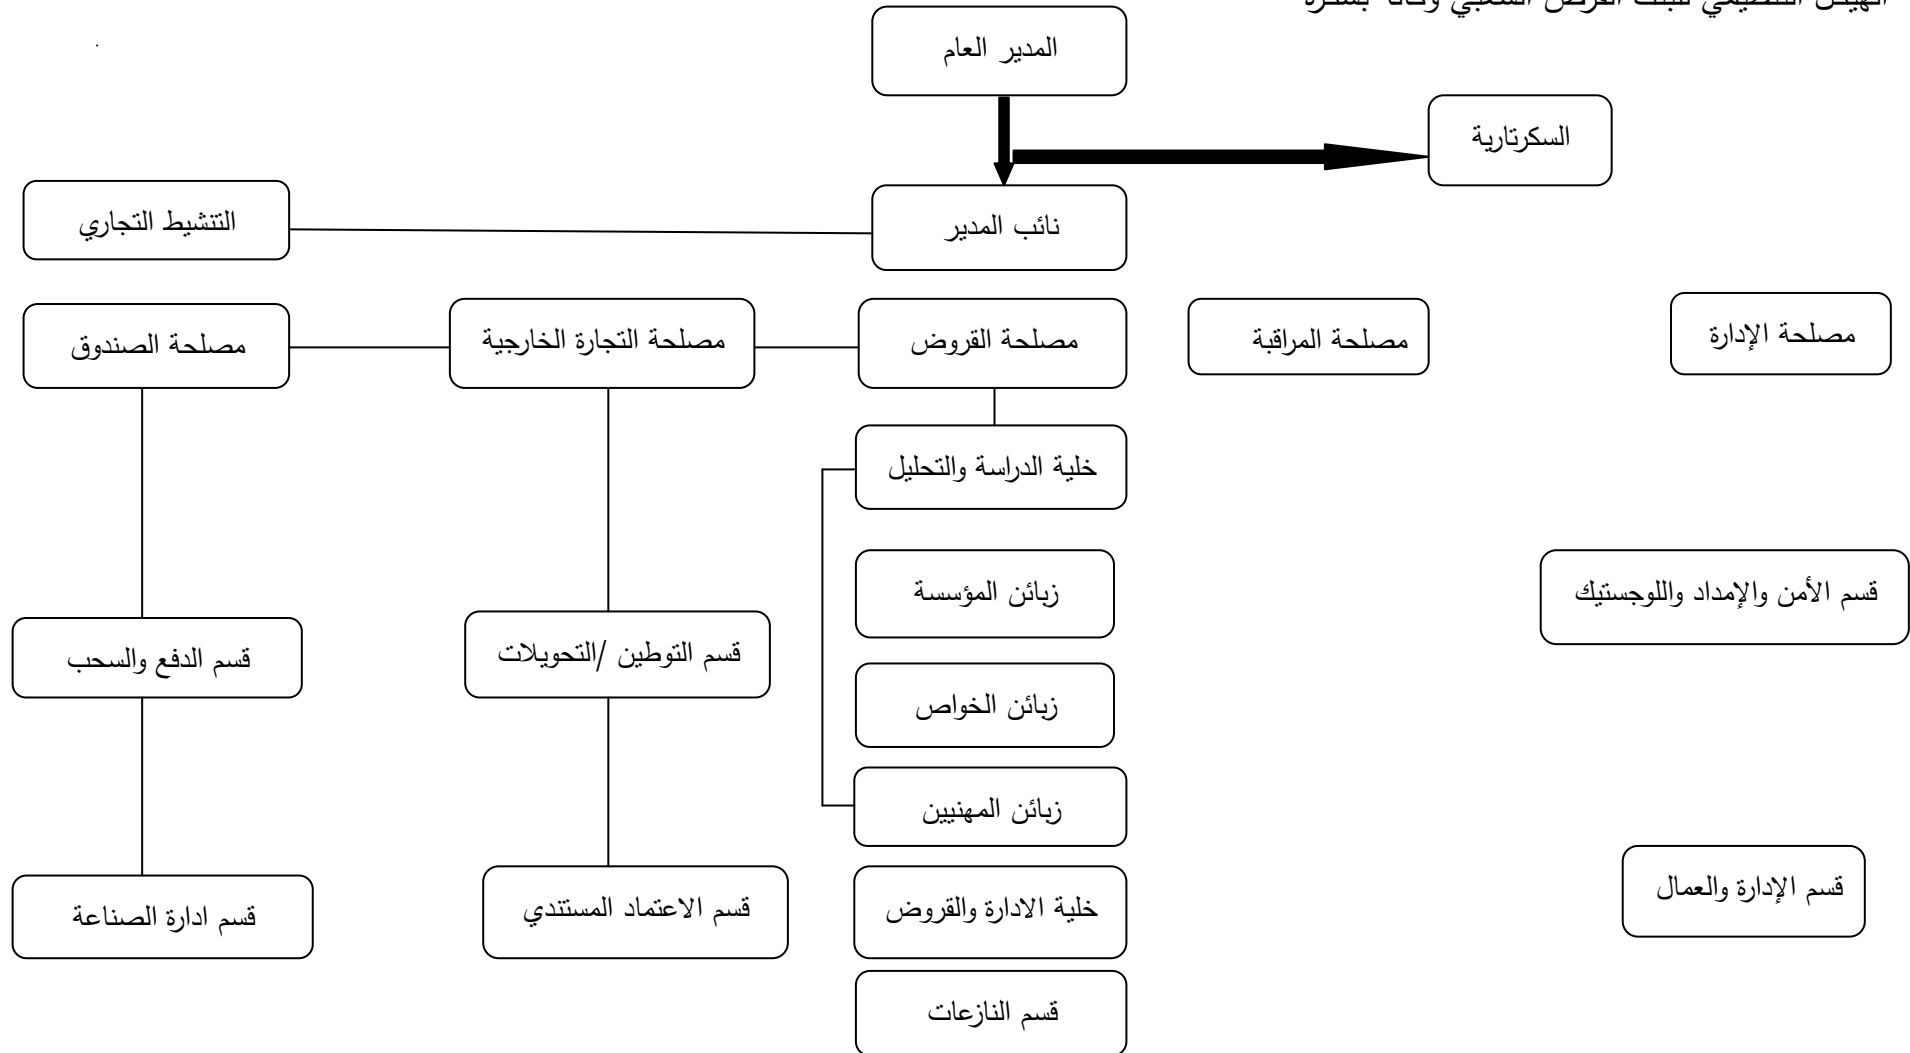 المدير العام
السكرتارية
نائب المدير
التنشيط التجاري
مصلحة الإدارة
مصلحة المراقبة
مصلحة القروض
مصلحة التجارة الخارجية
مصلحة الصندوق
خلية الدراسة والتحليل
قسم الأمن والإمداد واللوجستيك
زبائن المؤسسة
قسم التوطين /التحويلات
قسم الدفع والسحب
زبائن الخواص
زبائن المهنيين
قسم الإدارة والعمال
خلية الادارة والقروض
قسم الاعتماد المستندي
قسم ادارة الصناعة
قسم النازعات